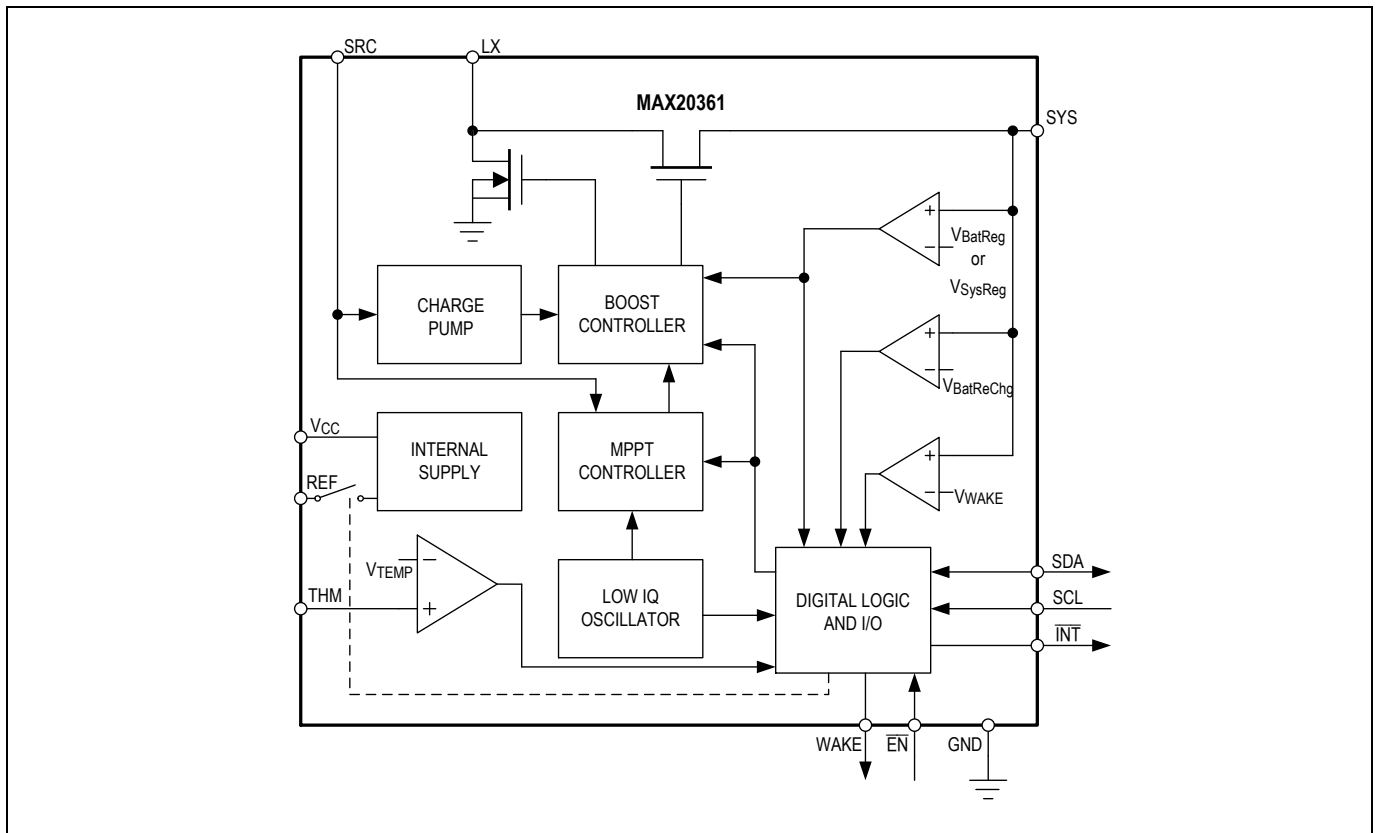 SRC
LX
MAX20361
SYS
+
−
VBatReg
or
VSysReg
CHARGE
PUMP
BOOST
CONTROLLER
+
−
VBatReChg
VCC
INTERNAL
SUPPLY
MPPT
CONTROLLER
REF
+
−
VWAKE
VTEMP
−
THM
+
LOW IQ
OSCILLATOR
DIGITAL LOGIC
AND I/O
SDA
SCL
INT
WAKE
EN
GND